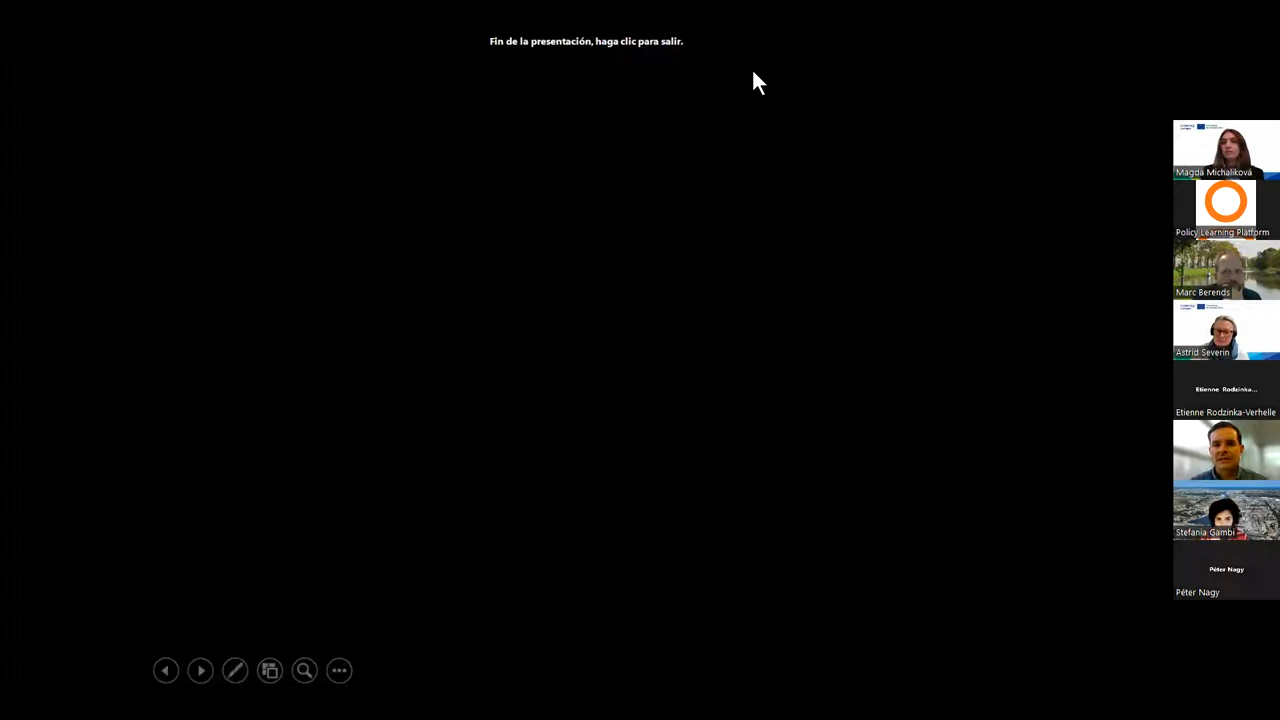 Fin de la presentación, haga clic para salir.
Magda Michaliková
Policy Learning Platform
Marc Berends
Astrid Severin
Etienne Rodzinka...
Etienne Rodzinka-Verhelle
Stefania Gambi
Péter Nagy
Péter Nagy